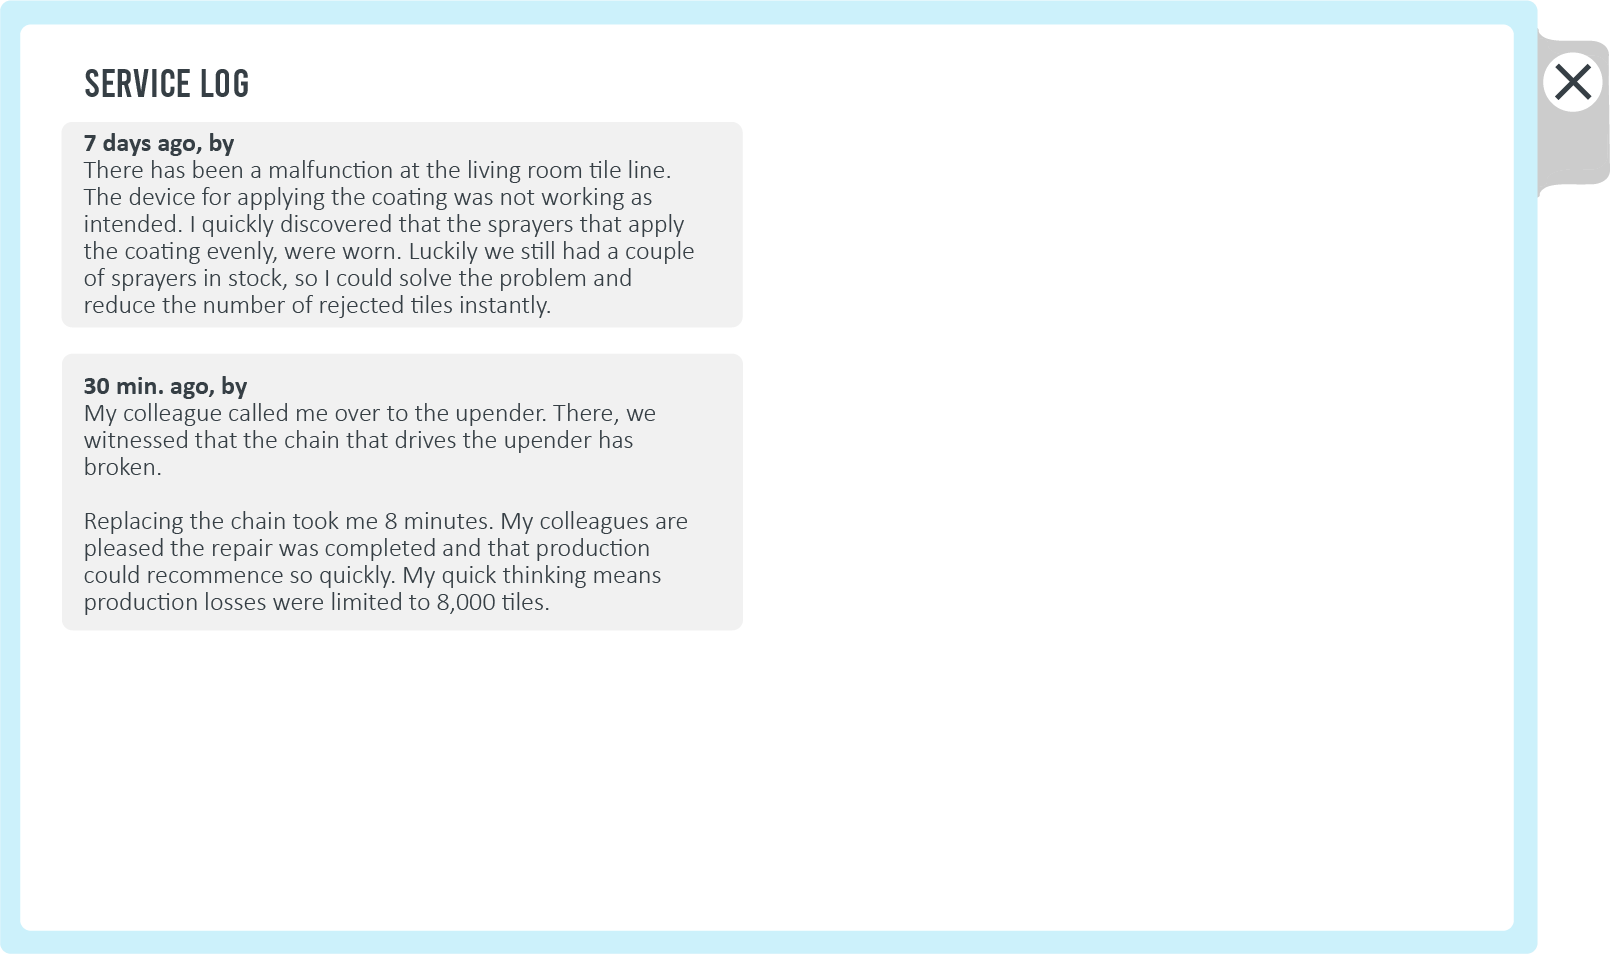 SERVICE LOG
7 days ago, by
There has been a malfunction at the living room tile line.
The device for applying the coating was not working as
intended. I quickly discovered that the sprayers that apply
the coating evenly, were worn. Luckily we still had a couple
of sprayers in stock, so I could solve the problem and
reduce the number of rejected tiles instantly.
30 min. ago, by
My colleague called me over to the upender. There, we
witnessed that the chain that drives the upender has
broken.
Replacing the chain took me 8 minutes. My colleagues are
pleased the repair was completed and that production
could recommence so quickly. My quick thinking means
production losses were limited to 8,000 tiles.